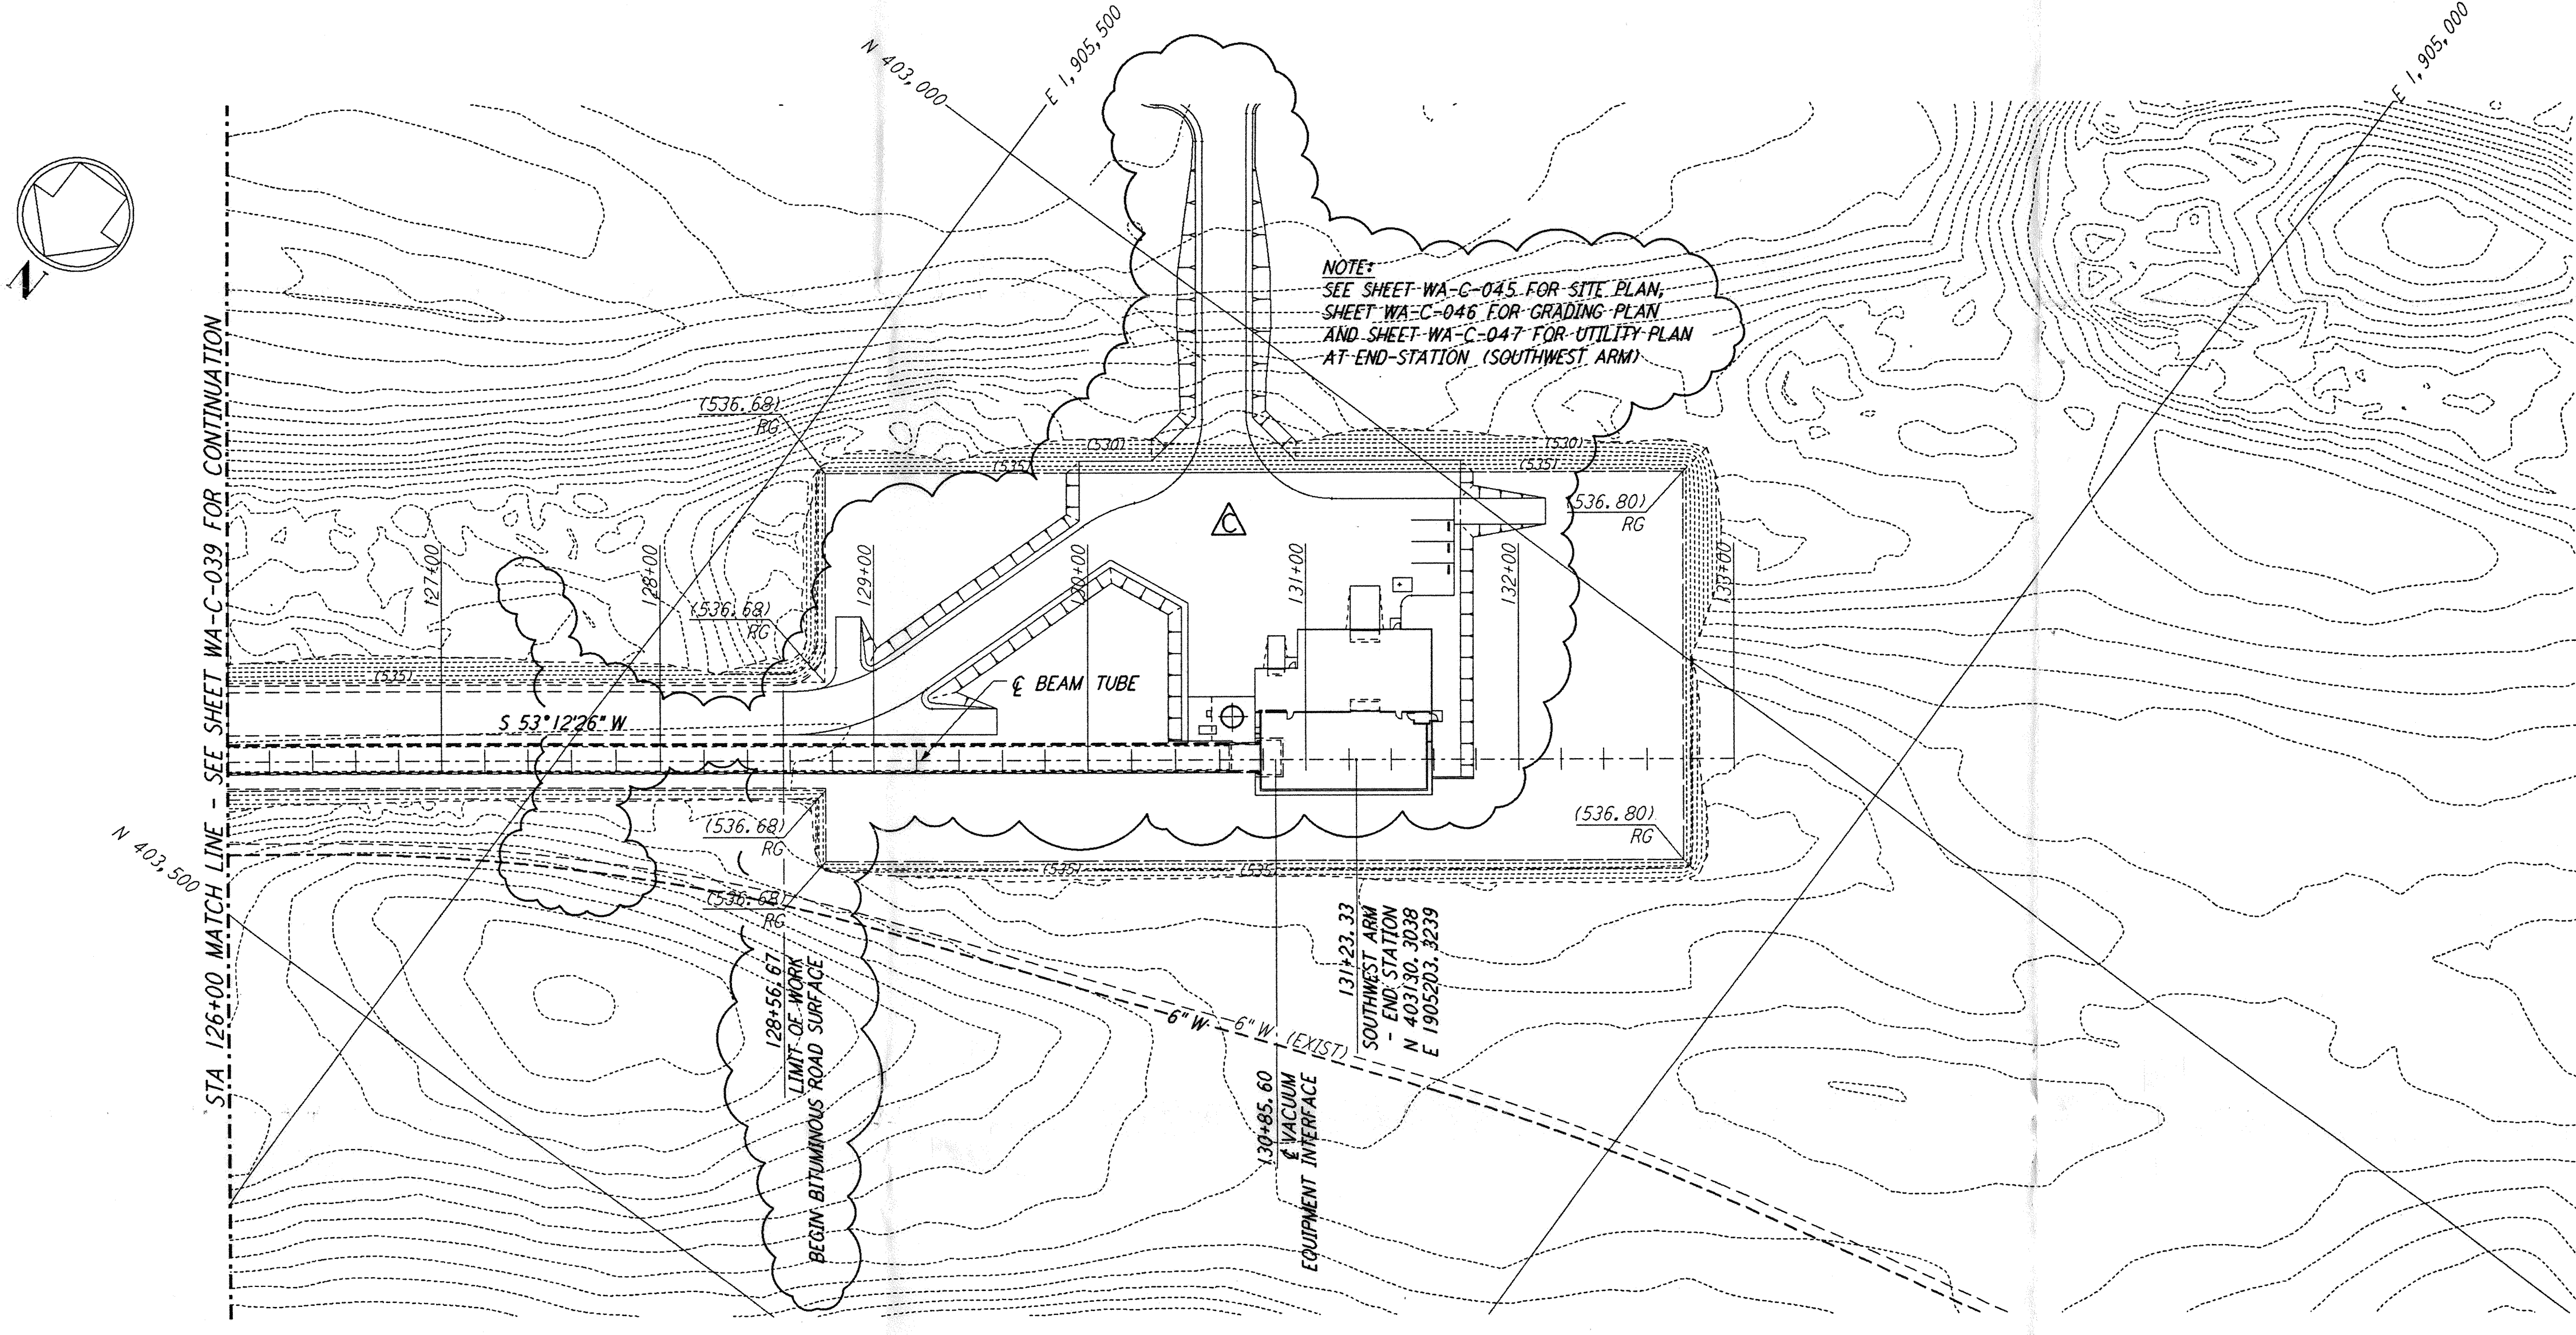 N 403,000
E 1,905,500
E 1,905,000
N
NOTE:
SEE SHEET WA-C-045 FOR SITE PLAN,
SHEET WA-C-046 FOR GRADING PLAN
AND SHEET WA-C-047 FOR UTILITY PLAN
AT END-STATION (SOUTHWEST ARM)
STA 126+00 MATCH LINE - SEE SHEET WA-C-039 FOR CONTINUATION
(536.68)
RG
(530)
(530)
(535)
(535)
(536.80)
RG
C
127+00
128+00
129+00
130+00
131+00
132+00
133+00
(536.68)
RG
(535)
℄ BEAM TUBE
S 53°12'26" W
(536.68)
RG
(536.80)
RG
N 403,500
(535)
(535)
(536.68)
RG
128+56.67
LIMIT OF WORK
BEGIN BITUMINOUS ROAD SURFACE
131+23.33
SOUTHWEST ARM
- END STATION
N 403130.3038
E 1905203.3239
6" W
6" W (EXIST)
130+85.60
℄ VACUUM
EQUIPMENT INTERFACE